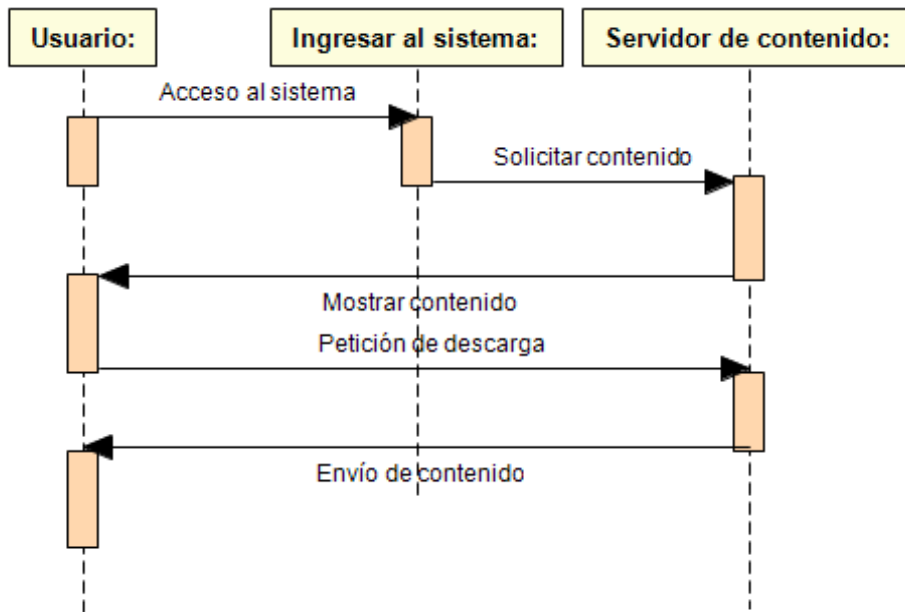 Usuario:
Ingresar al sistema:
Servidor de contenido:
Acceso al sistema
Solicitar contenido
Mostrar contenido
Petición de descarga
Envío de contenido